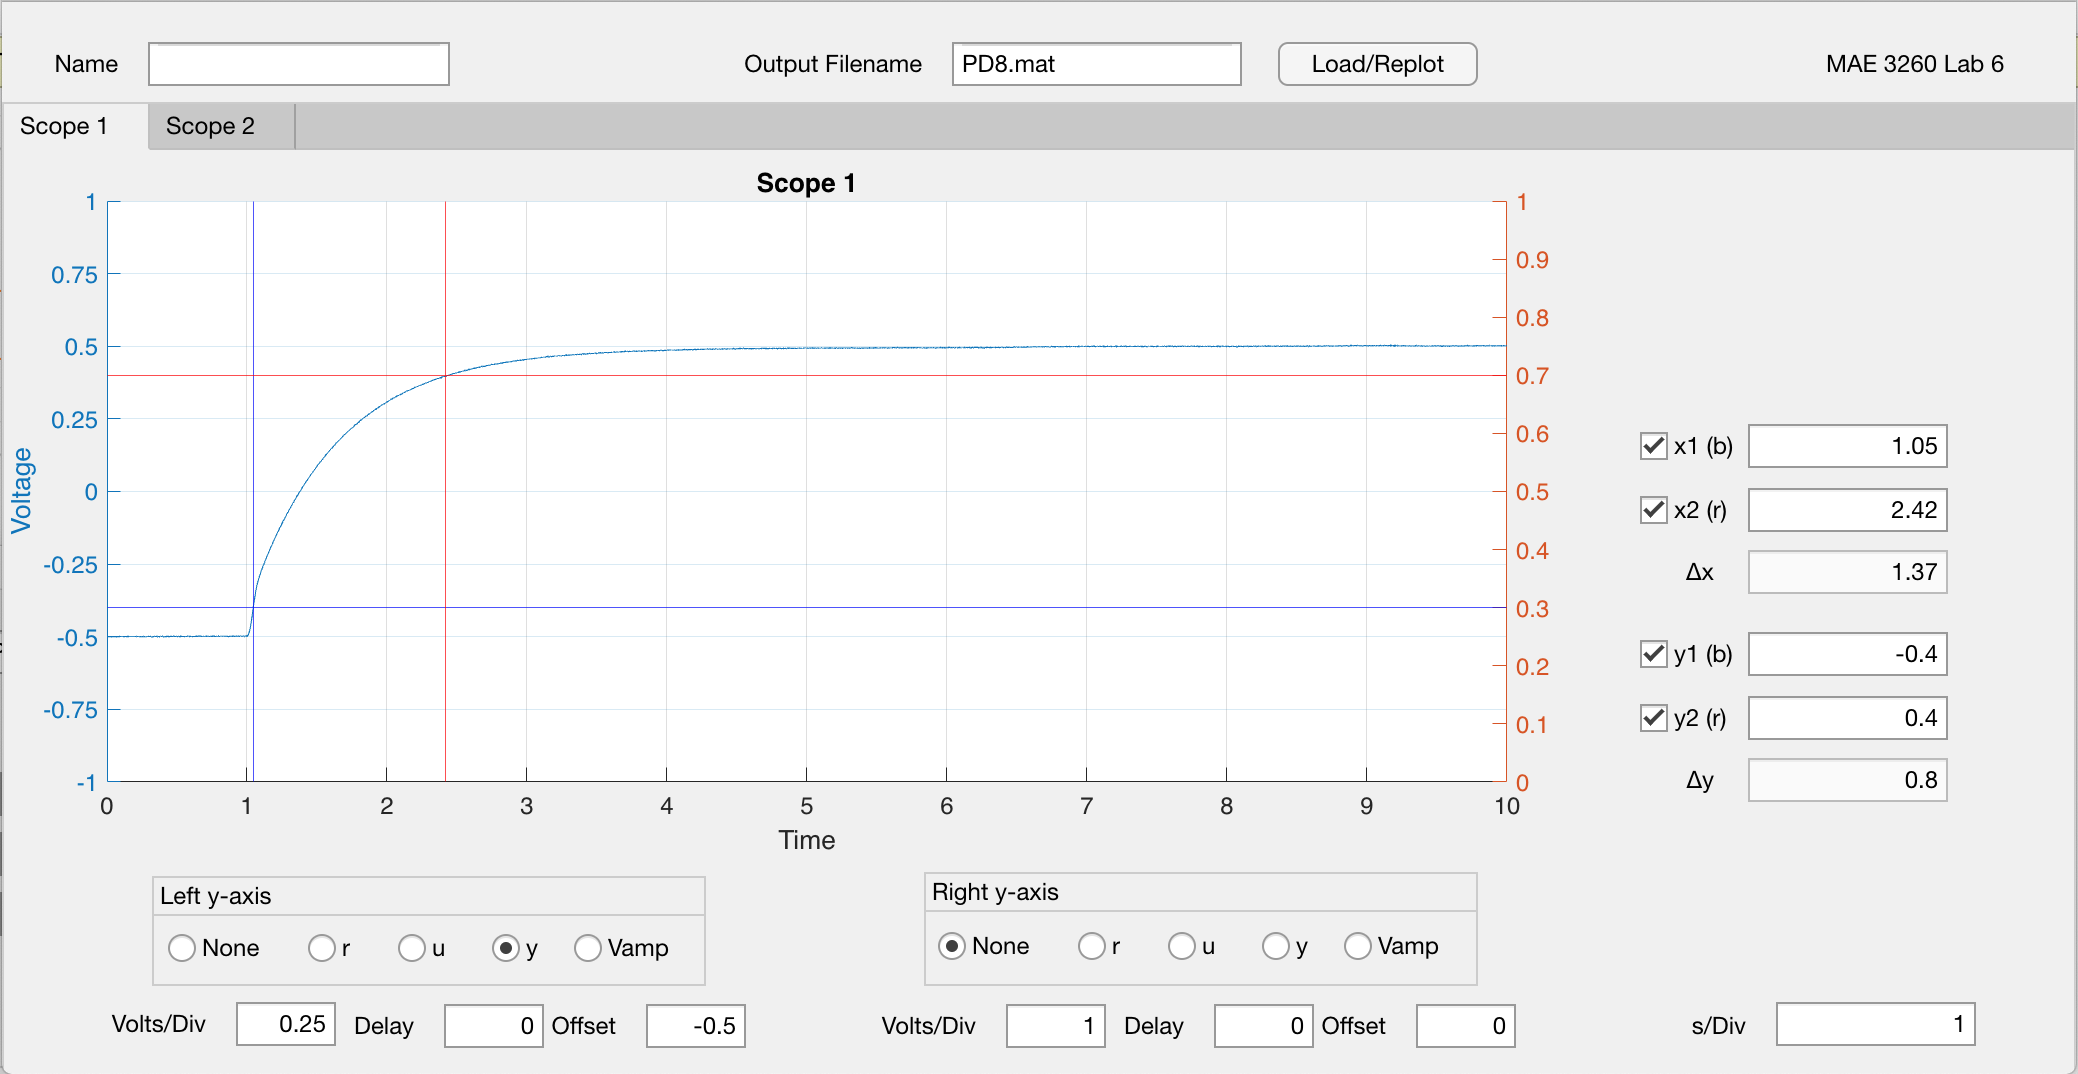 Name
Output Filename PD8.mat Load/Replot MAE 3260 Lab 6
Scope 1 Scope 2
Scope 1
1 1
0.9
0.75
0.8
0.5
0.7
0.25 0.6
0 0.5
-0.25 0.4
0.3
-0.5
0.2
-0.75 0.1
-1 0
0 1 2 3 4 5 6 7 8 9 10
Voltage
Time
x1 (b) 1.05
x2 (r) 2.42
Δx 1.37
y1 (b) -0.4
y2 (r) 0.4
Δy 0.8
Left y-axis
None r u y Vamp
Volts/Div 0.25 Delay 0 Offset -0.5
Right y-axis
None r u y Vamp
Volts/Div 1 Delay 0 Offset 0
s/Div 1